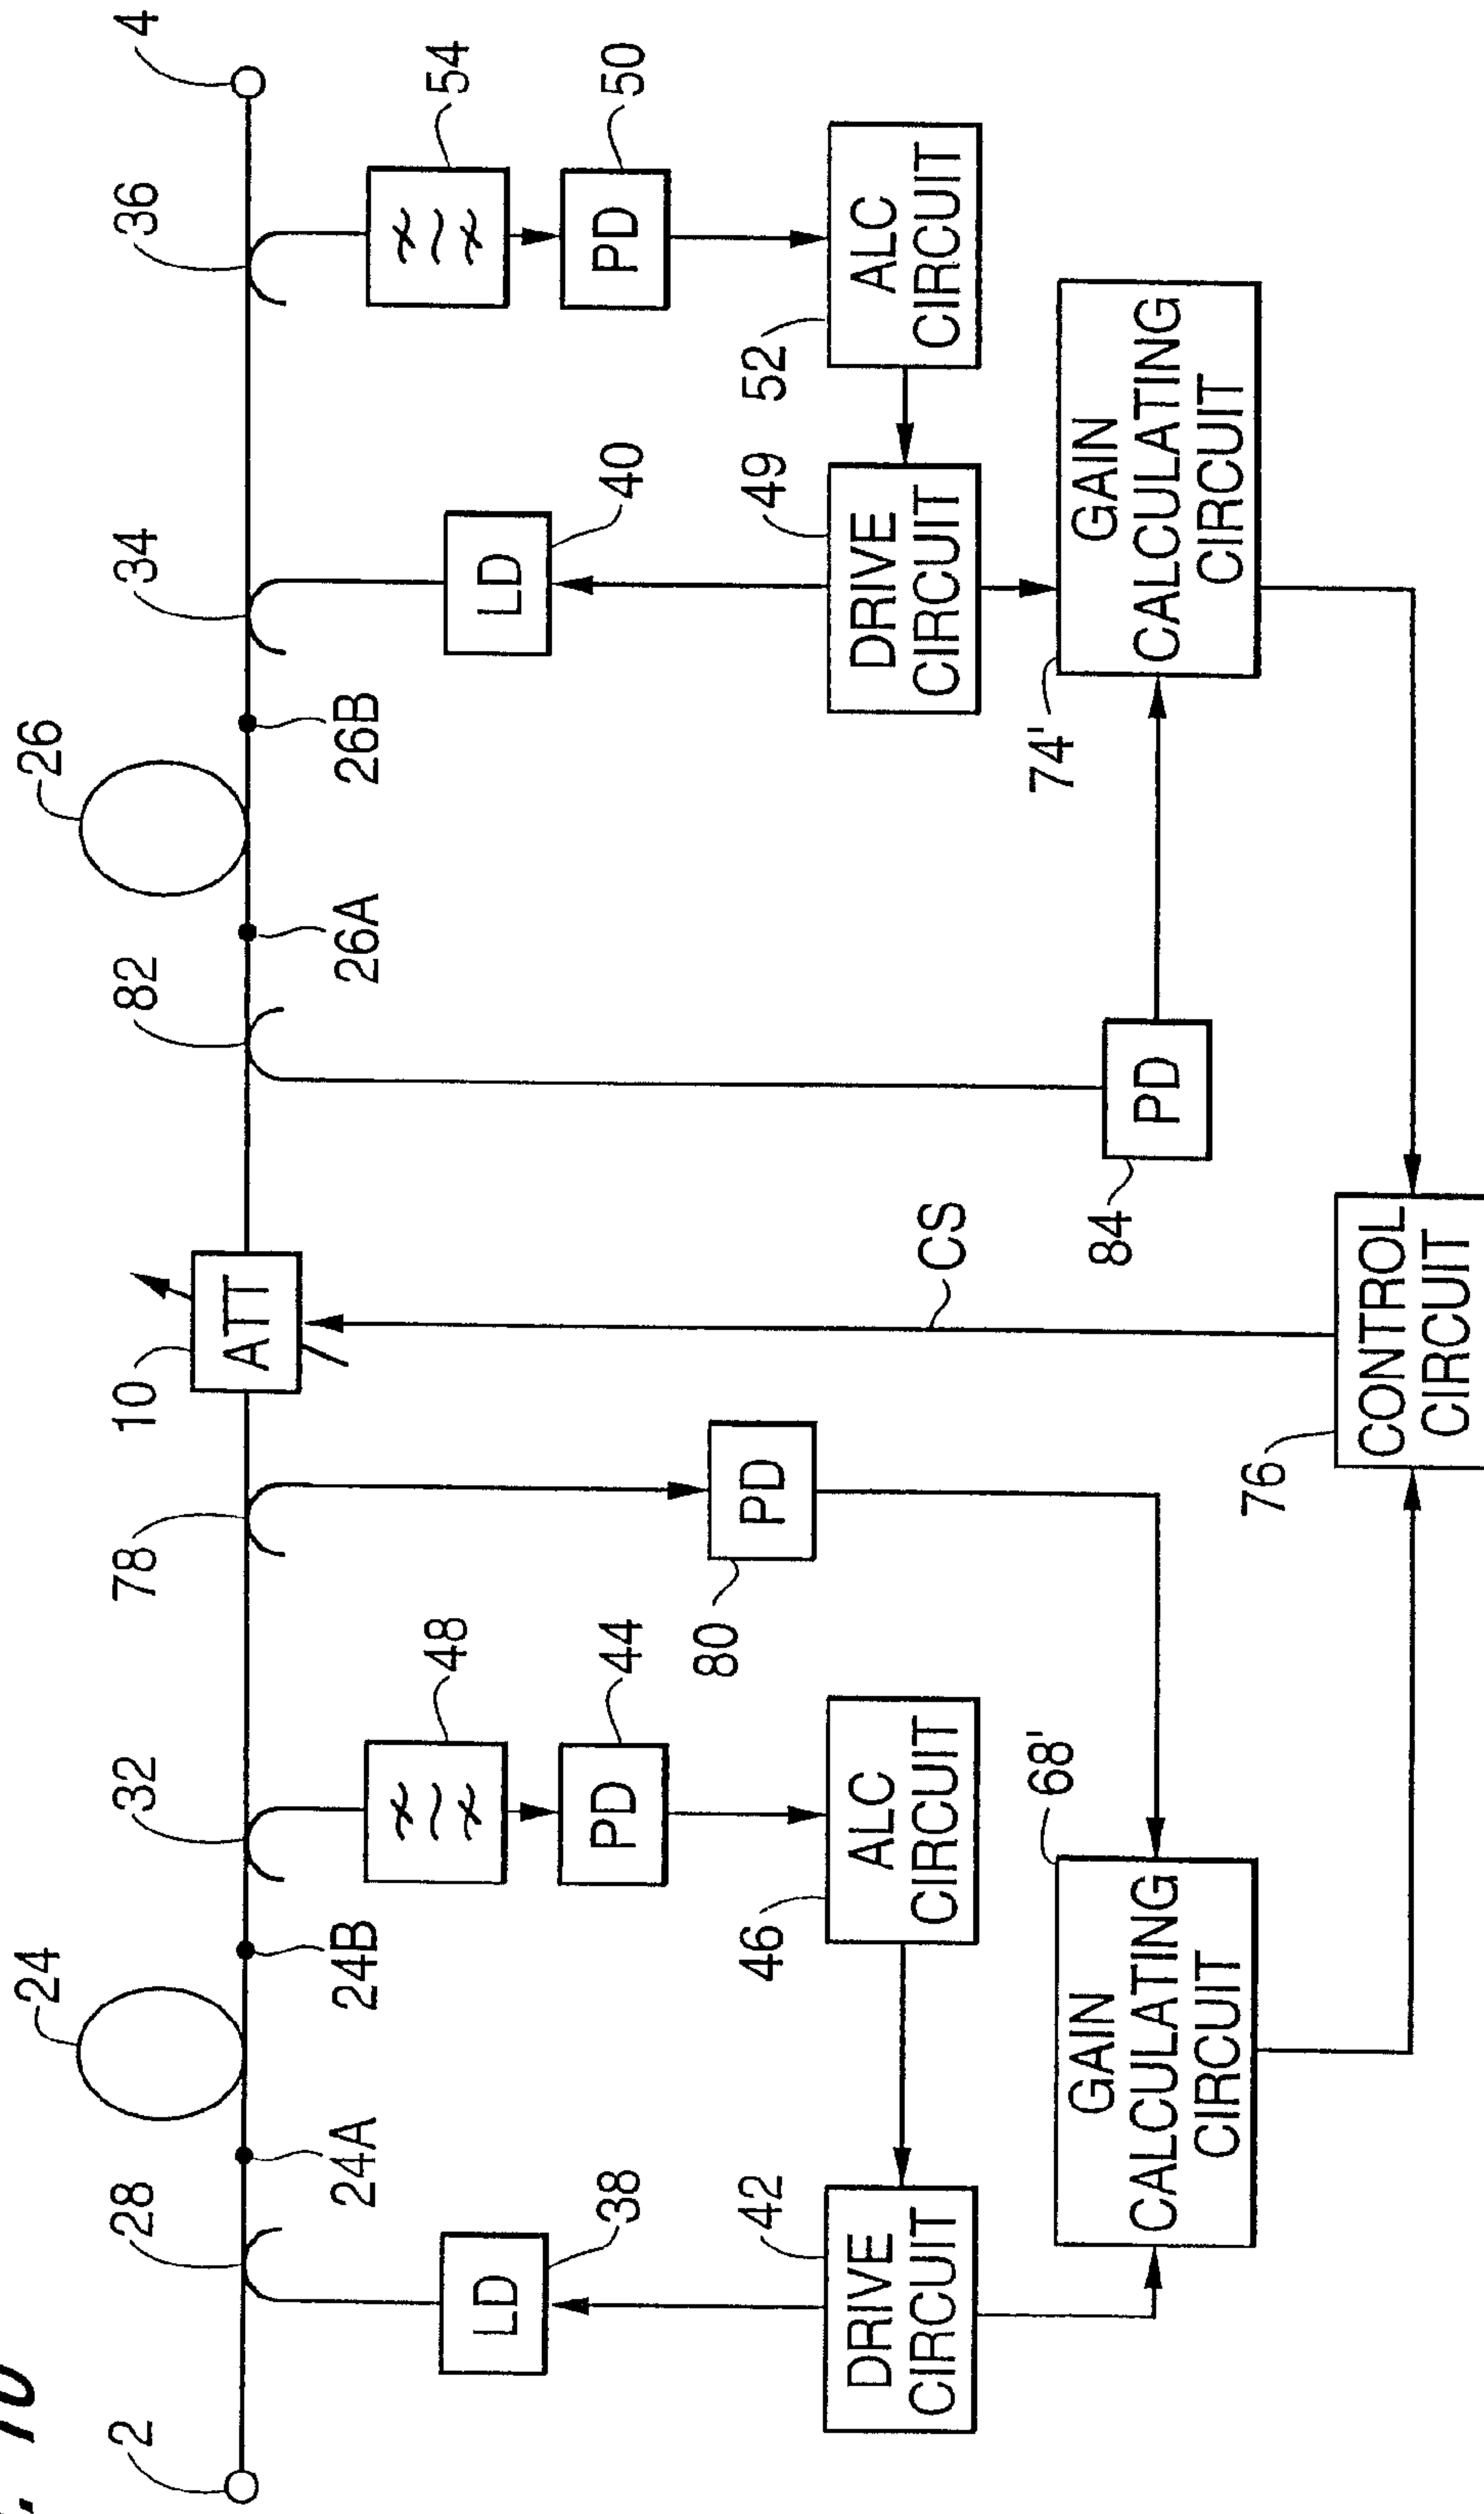 10
2
28
24A
24
24B
32
78
10
82
26A
26
26B
34
36
4
LD
38
48
PD
44
PD
80
ATT
CS
LD
40
54
PD
50
DRIVE
CIRCUIT
42
ALC
CIRCUIT
46
DRIVE
CIRCUIT
49
ALC
CIRCUIT
52
GAIN
CALCULATING
CIRCUIT
68'
PD
84
GAIN
CALCULATING
CIRCUIT
74'
CONTROL
CIRCUIT
76